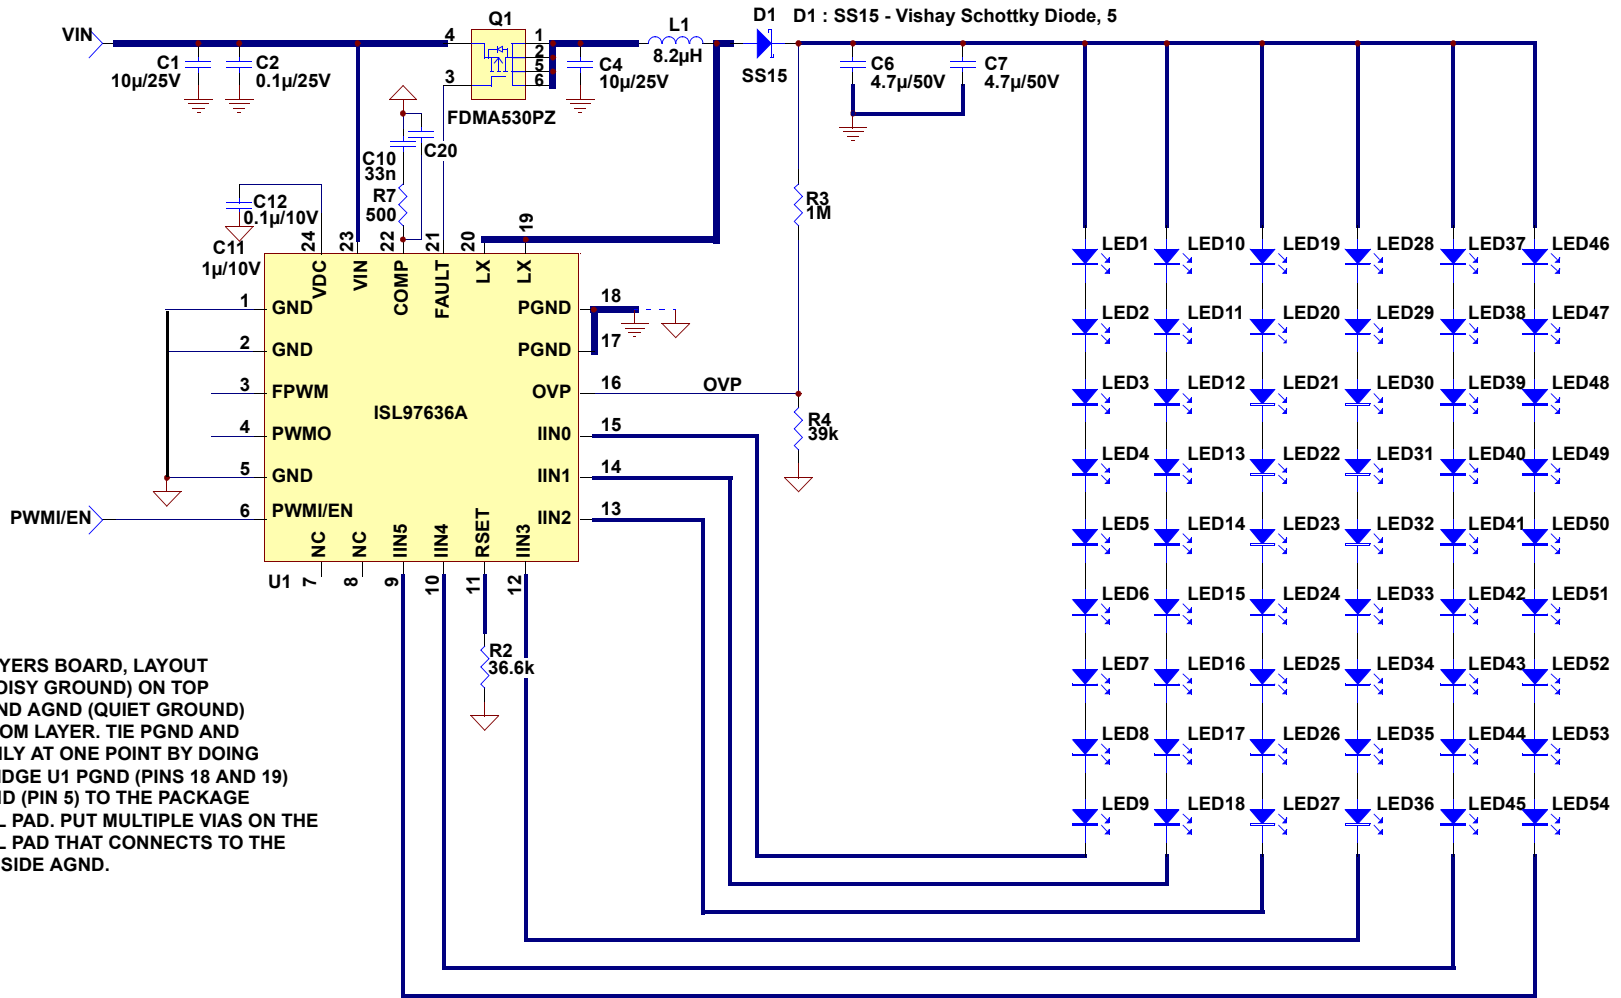 Q1
L1
D1
D1 : SS15 - Vishay Schottky Diode, 5
VIN
4
1
2
5
6
3
C1
10µ/25V
C2
0.1µ/25V
C4
10µ/25V
8.2µH
SS15
C6
4.7µ/50V
C7
4.7µ/50V
FDMA530PZ
C20
C10
33n
R7
500
C12
0.1µ/10V
C11
1µ/10V
R3
1M
24
23
22
21
20
19
VDC
VIN
COMP
FAULT
LX
LX
1
GND
2
GND
3
FPWM
4
PWMO
5
GND
PWMI/EN
6
PWMI/EN
ISL97636A
PGND
18
PGND
17
OVP
16
OVP
IIN0
15
IIN1
14
IIN2
13
R4
39k
NC
NC
IIN5
IIN4
RSET
IIN3
U1
7
8
9
10
11
12
R2
36.6k
LED1
LED10
LED19
LED28
LED37
LED46
LED2
LED11
LED20
LED29
LED38
LED47
LED3
LED12
LED21
LED30
LED39
LED48
LED4
LED13
LED22
LED31
LED40
LED49
LED5
LED14
LED23
LED32
LED41
LED50
LED6
LED15
LED24
LED33
LED42
LED51
LED7
LED16
LED25
LED34
LED43
LED52
LED8
LED17
LED26
LED35
LED44
LED53
LED9
LED18
LED27
LED36
LED45
LED54
YERS BOARD, LAYOUT
OISY GROUND) ON TOP
ND AGND (QUIET GROUND)
OM LAYER. TIE PGND AND
NLY AT ONE POINT BY DOING
IDGE U1 PGND (PINS 18 AND 19)
ND (PIN 5) TO THE PACKAGE
L PAD. PUT MULTIPLE VIAS ON THE
L PAD THAT CONNECTS TO THE
SIDE AGND.